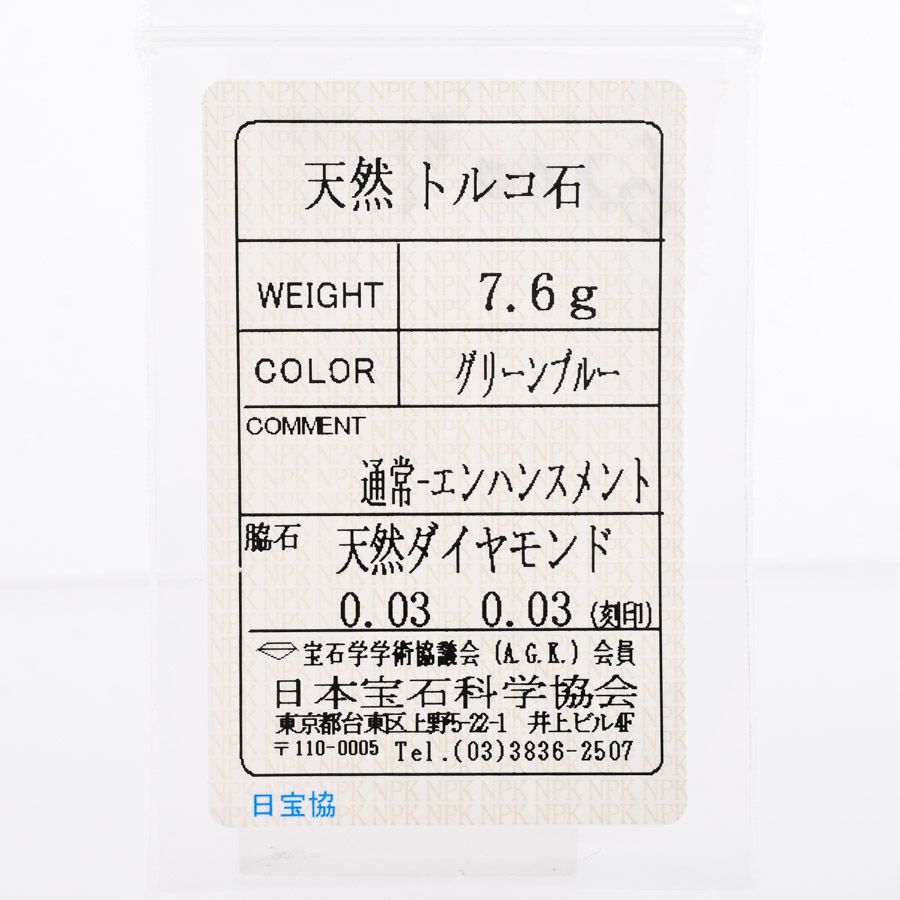 天然 トルコ石
WEIGHT 7.6g
COLOR グリーンブルー
COMMENT
通常-エンハンスメント
脇石 天然ダイヤモンド
0.03 0.03 (刻印)
宝石学学術協議会 (A.G.K.) 会員
日本宝石科学協会
東京都台東区上野5-22-1 井上ビル4F
〒110-0005 Tel.(03)3836-2507
日宝協